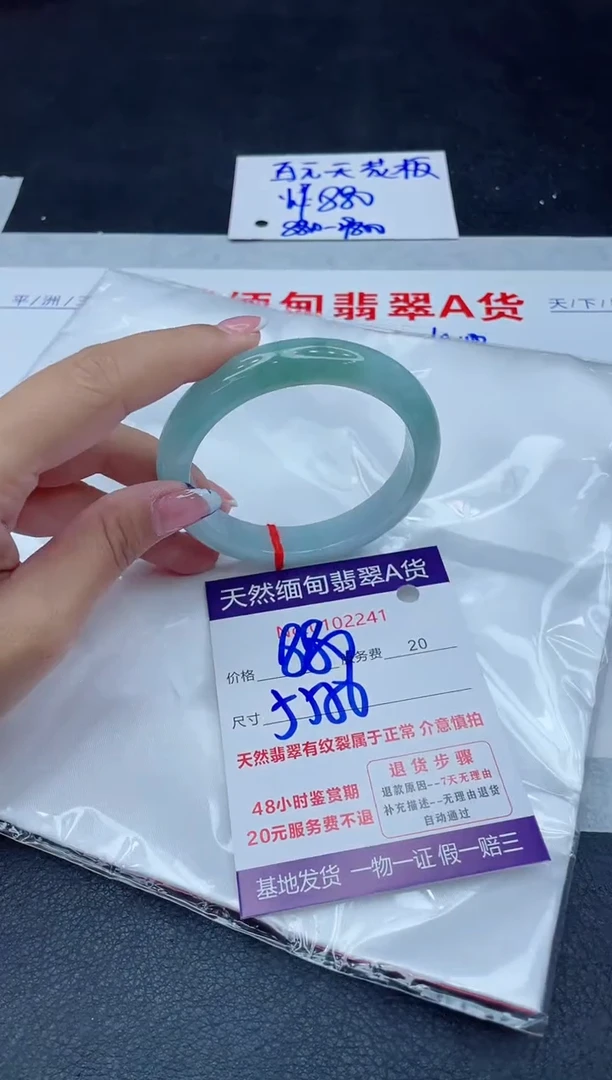 百元天花板
炸880
平/洲/三
缅甸翡翠A货
天/下/
天然缅甸翡翠A货
102241
价格 880 务费 20
尺寸
天然翡翠有纹裂属于正常 介意慎拍
48小时鉴赏期
20元服务费不退
退货步骤
退款原因--7天无理由
补充描述--无理由退货
自动通过
基地发货 一物一证 假一赔三